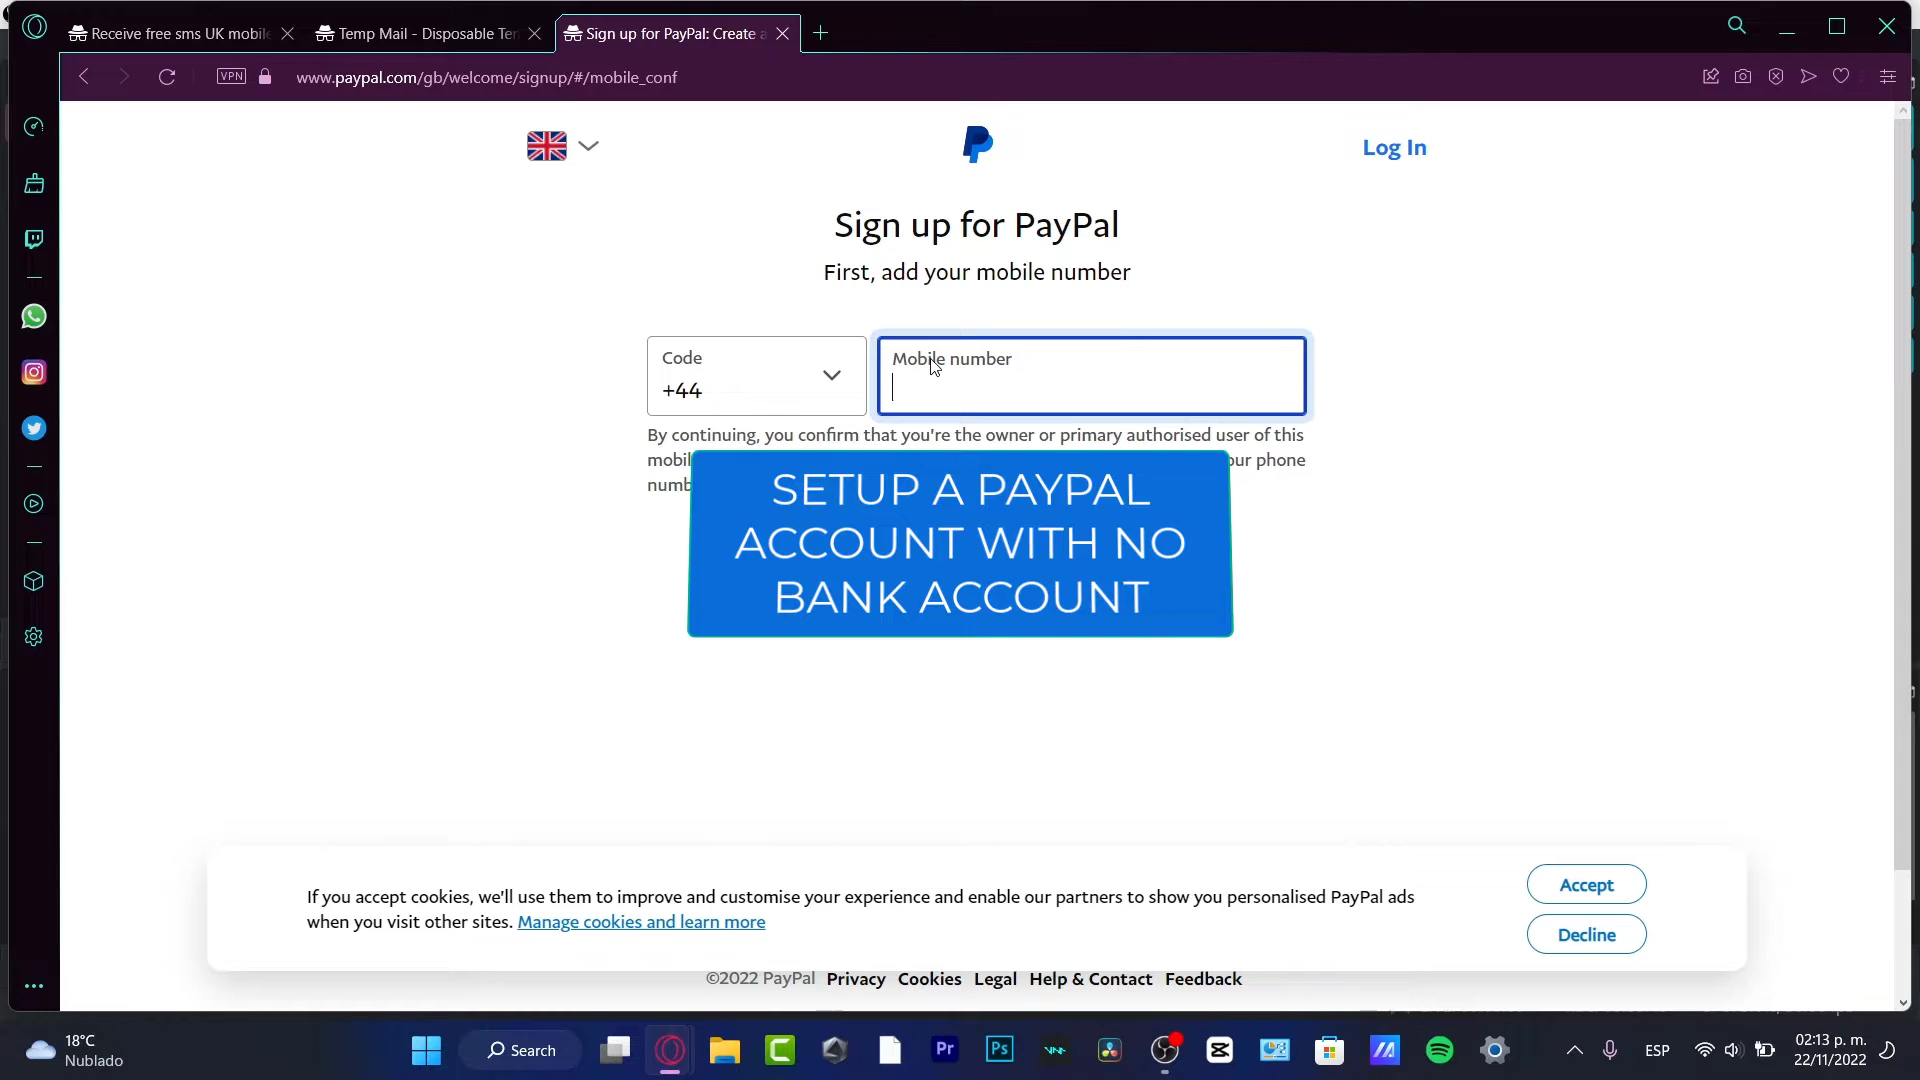 Receive free sms UK mobile
Temp Mail - Disposable Ter
Sign up for PayPal: Create a
VPN
www.paypal.com/gb/welcome/signup/#/mobile_conf
Log In
Sign up for PayPal
First, add your mobile number
Code
+44
Mobile number
By continuing, you confirm that you're the owner or primary authorised user of this
phone
SETUP A PAYPAL
ACCOUNT WITH NO
BANK ACCOUNT
If you accept cookies, we'll use them to improve and customise your experience and enable our partners to show you personalised PayPal ads
when you visit other sites. Manage cookies and learn more
Accept
Decline
©2022 PayPal Privacy Cookies Legal Help & Contact Feedback
18°C
Nublado
Search
Pr
Ps
ESP
02:13 p. m.
22/11/2022